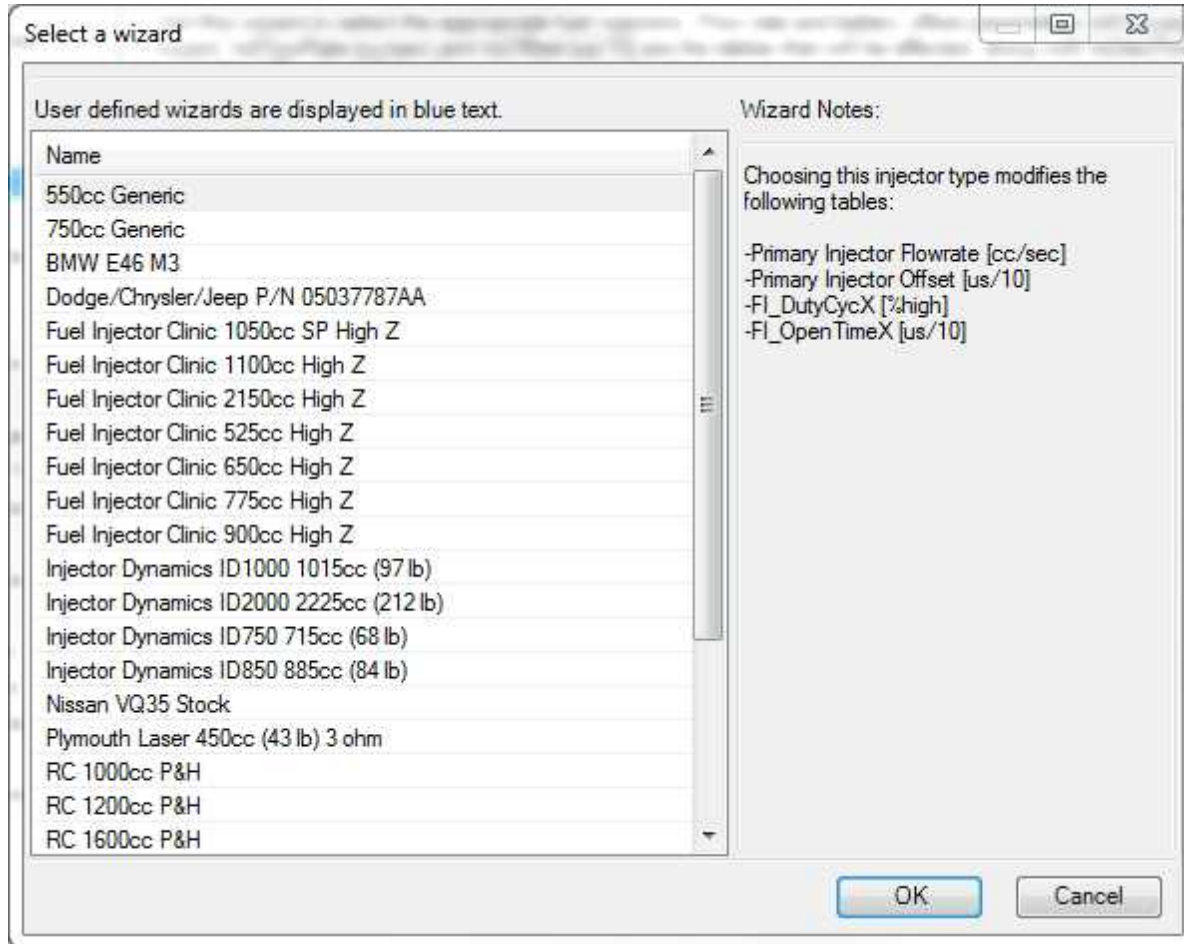 Select a wizard
User defined wizards are displayed in blue text.
Name
550cc Generic
750cc Generic
BMW E46 M3
Dodge/Chrysler/Jeep P/N 05037787AA
Fuel Injector Clinic 1050cc SP High Z
Fuel Injector Clinic 1100cc High Z
Fuel Injector Clinic 2150cc High Z
Fuel Injector Clinic 525cc High Z
Fuel Injector Clinic 650cc High Z
Fuel Injector Clinic 775cc High Z
Fuel Injector Clinic 900cc High Z
Injector Dynamics ID1000 1015cc (97 lb)
Injector Dynamics ID2000 2225cc (212 lb)
Injector Dynamics ID750 715cc (68 lb)
Injector Dynamics ID850 885cc (84 lb)
Nissan VQ35 Stock
Plymouth Laser 450cc (43 lb) 3 ohm
RC 1000cc P&H
RC 1200cc P&H
RC 1600cc P&H
Wizard Notes:
Choosing this injector type modifies the
following tables:
-Primary Injector Flowrate [cc/sec]
-Primary Injector Offset [us/10]
-FI_DutyCycX [%high]
-FI_OpenTimeX [us/10]
OK
Cancel